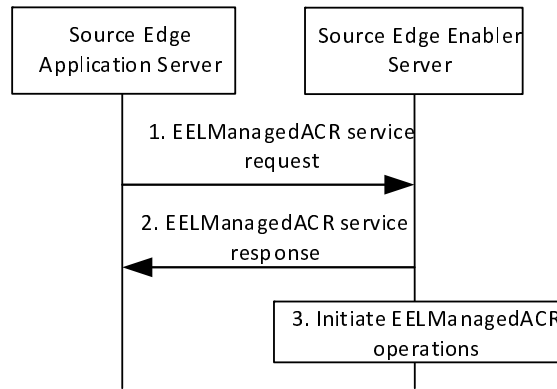 Source Edge
Application Server
Source Edge Enabler
Server
1. EELManagedACR service
request
2. EELManagedACR service
response
3. Initiate EELManagedACR
operations